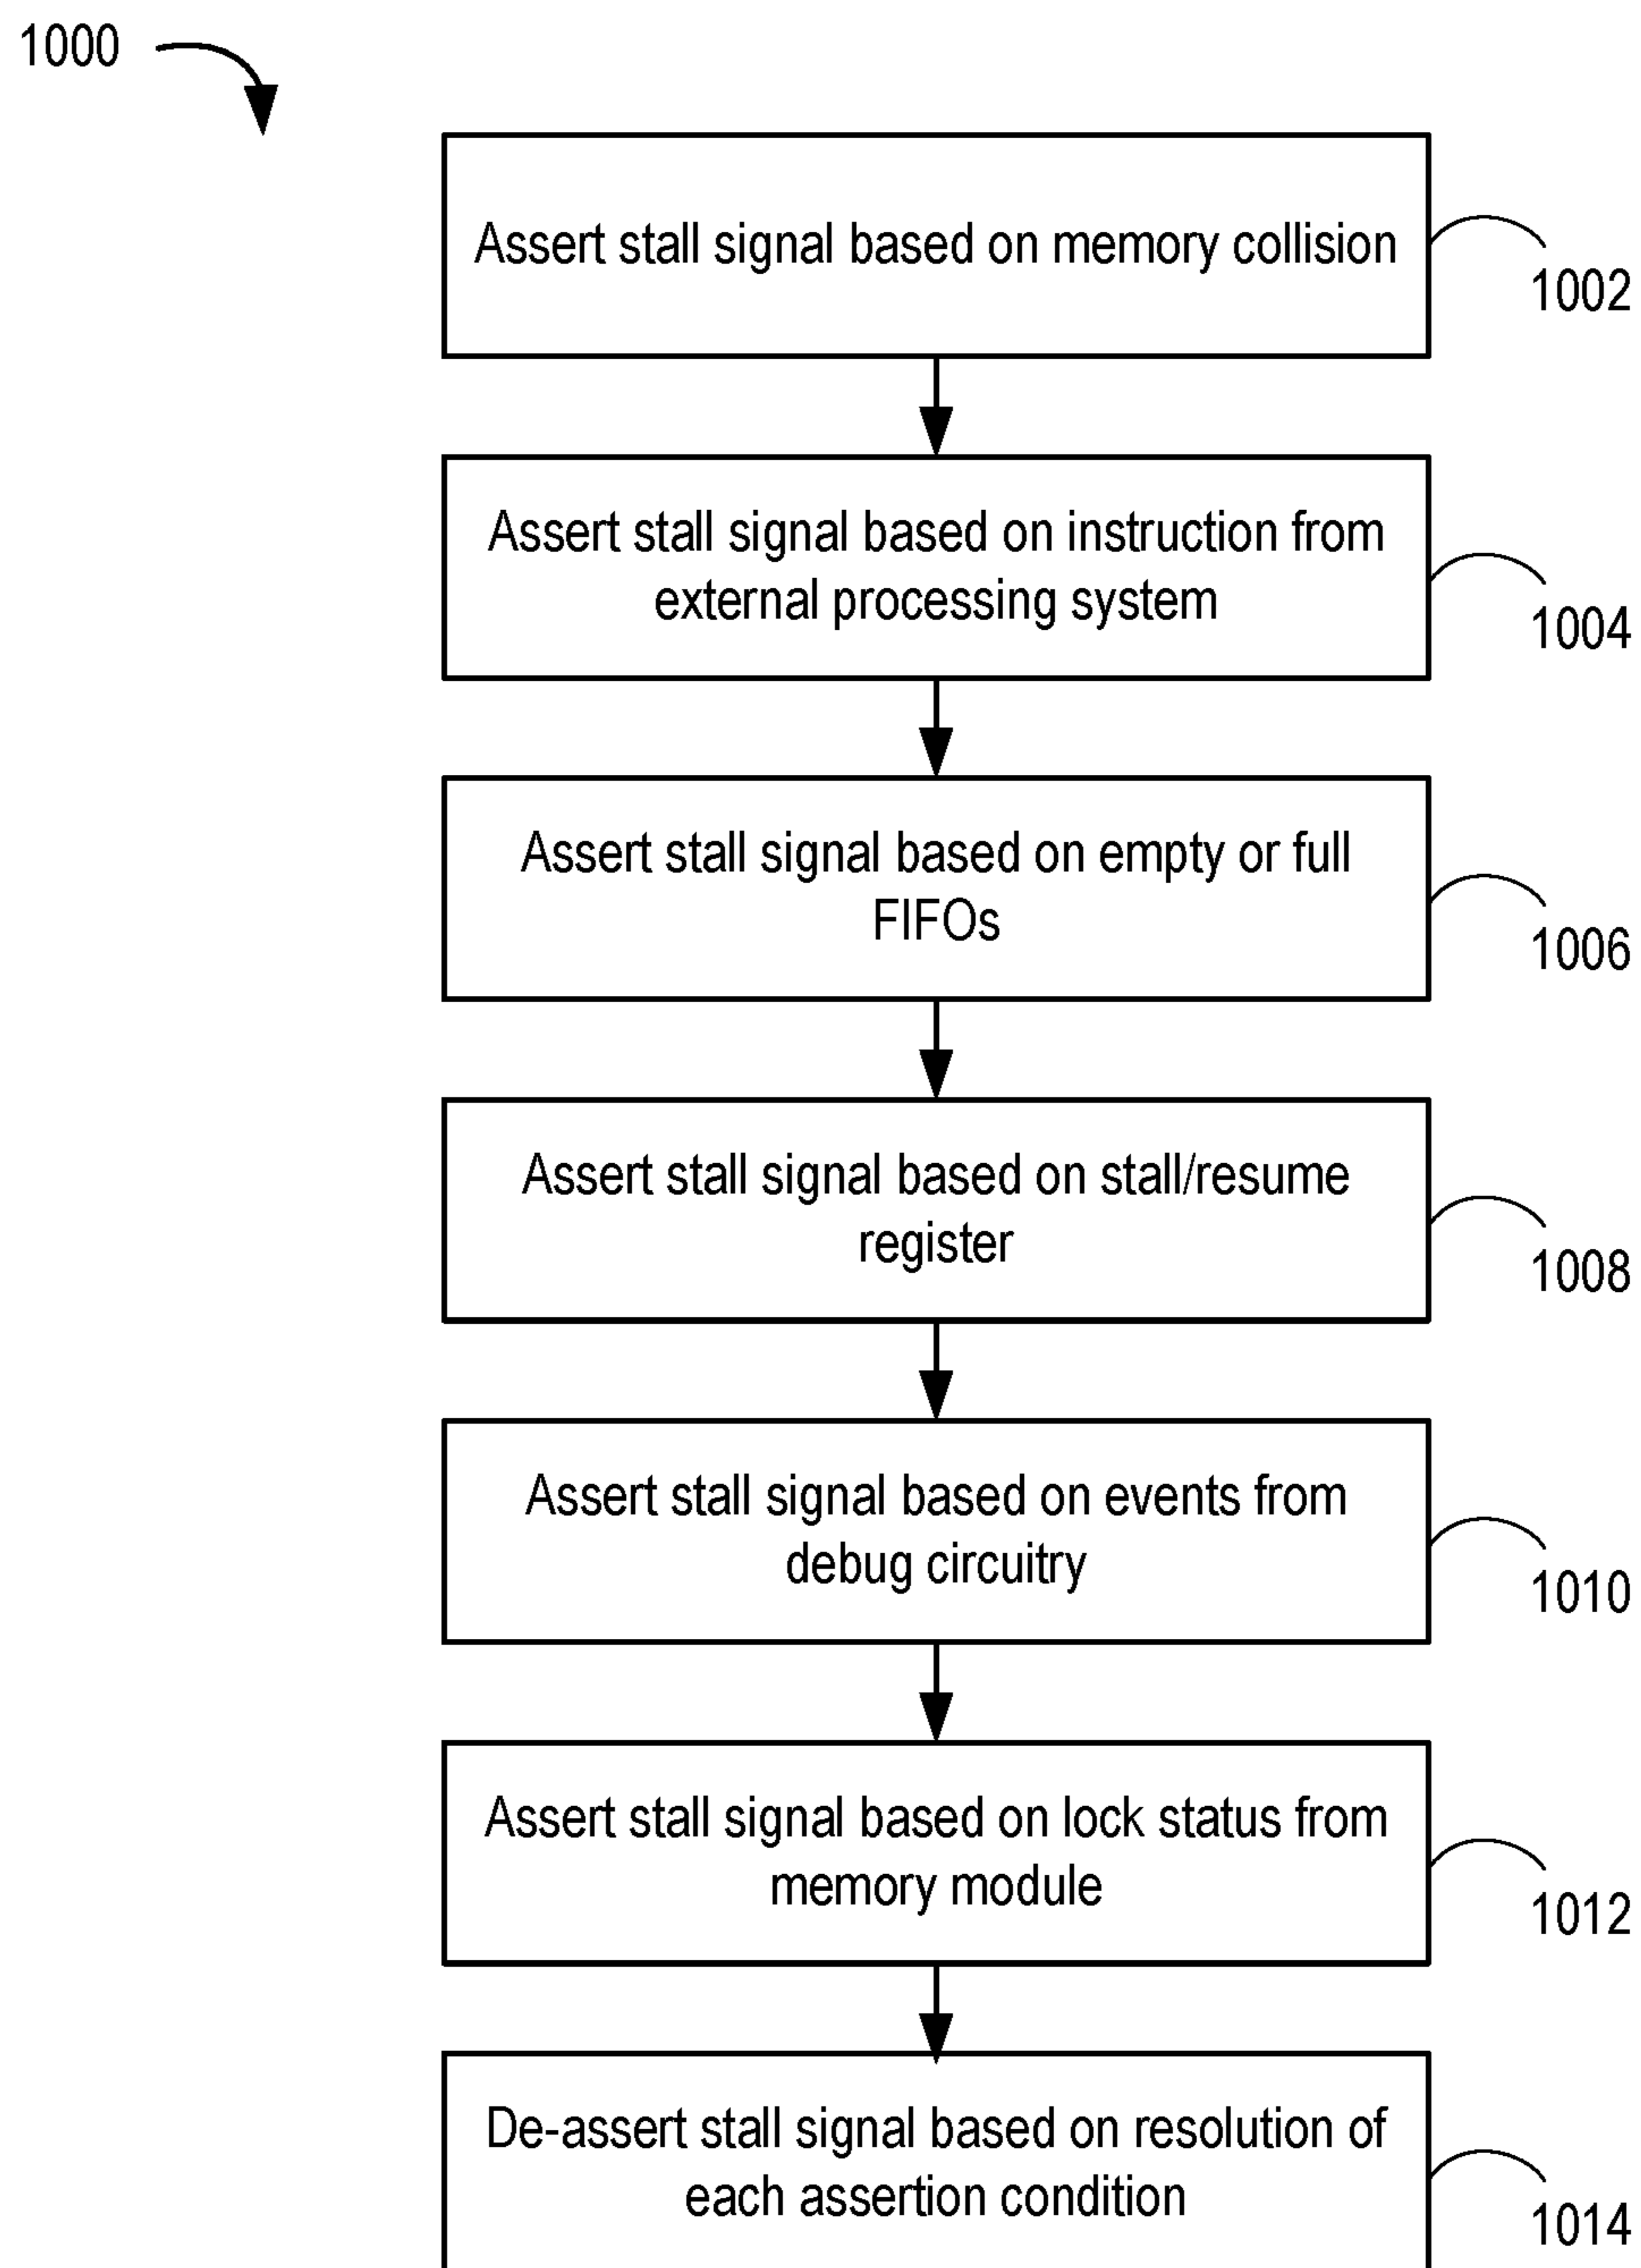 1000
Assert stall signal based on memory collision
1002
Assert stall signal based on instruction from
external processing system
1004
Assert stall signal based on empty or full
FIFOs
1006
Assert stall signal based on stall/resume
register
1008
Assert stall signal based on events from
debug circuitry
1010
Assert stall signal based on lock status from
memory module
1012
De-assert stall signal based on resolution of
each assertion condition
1014